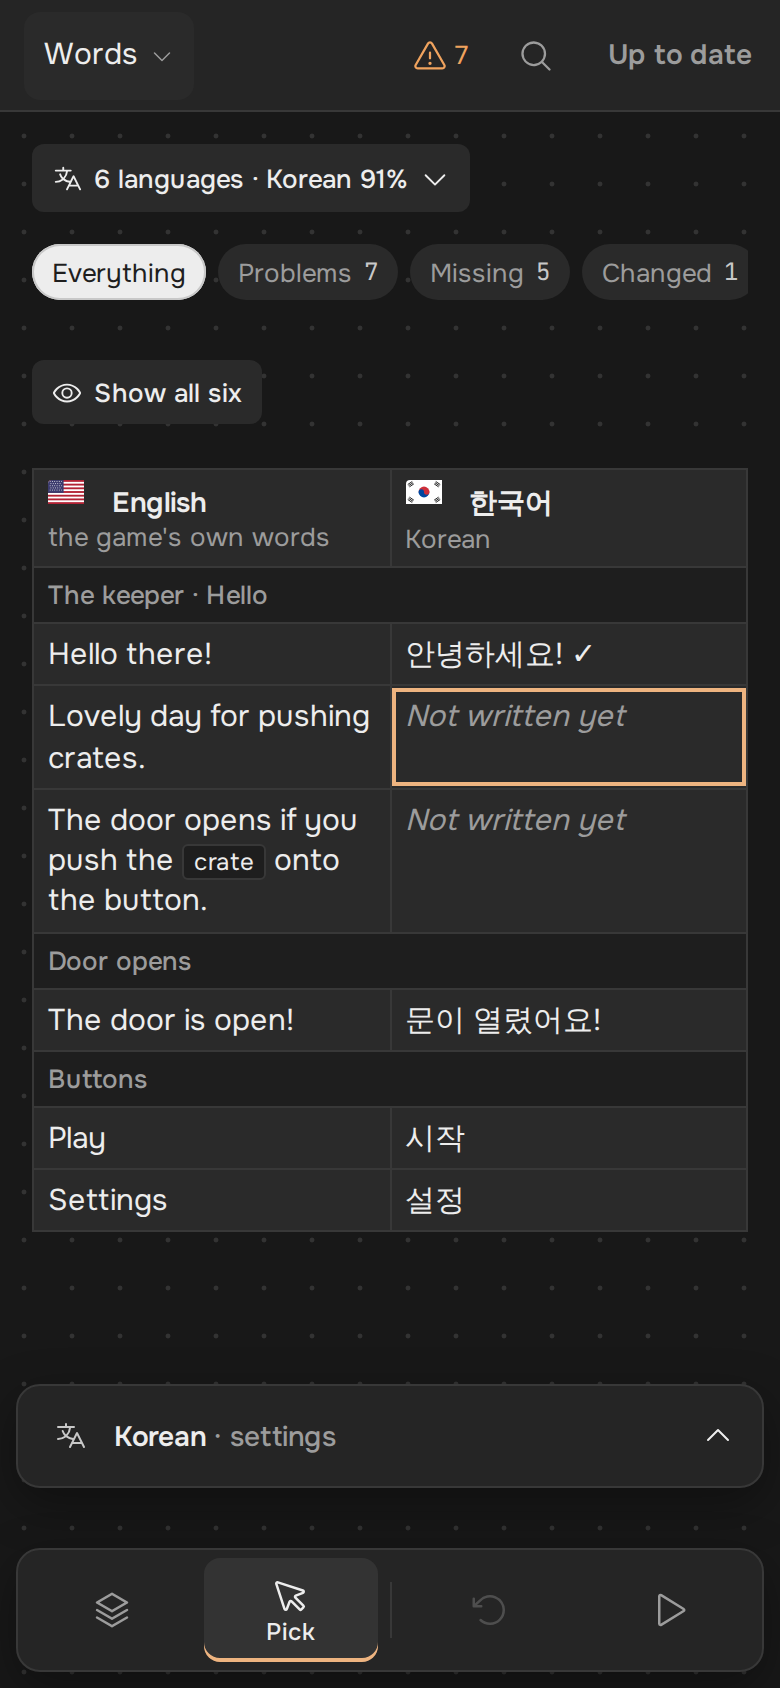 Words
7
Up to date
6 languages · Korean 91%
Everything
Problems 7
Missing 5
Changed 1
Show all six
English
the game's own words
한국어
Korean
The keeper · Hello
Hello there!
안녕하세요! ✓
Lovely day for pushing
crates.
Not written yet
The door opens if you
push the crate onto
the button.
Not written yet
Door opens
The door is open!
문이 열렸어요!
Buttons
Play
시작
Settings
설정
Korean · settings
Pick